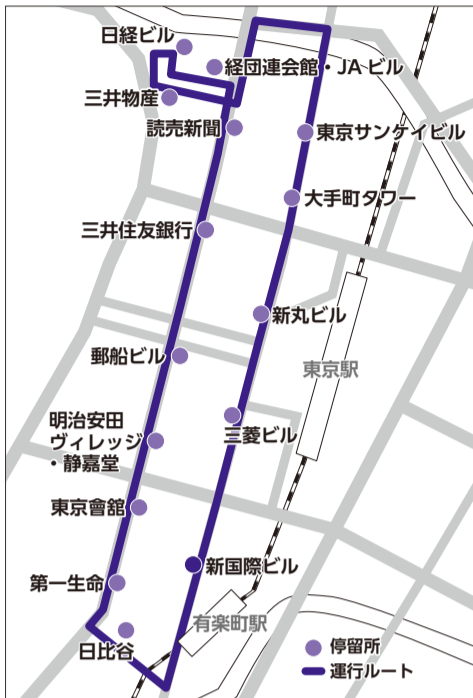 日経ビル
経団連会館・JAビル
三井物産
読売新聞
東京サンケイビル
大手町タワー
三井住友銀行
新丸ビル
郵船ビル
東京駅
三菱ビル
明治安田
ヴィレッジ
・静嘉堂
東京會舘
新国際ビル
第一生命
有楽町駅
日比谷
停留所
運行ルート